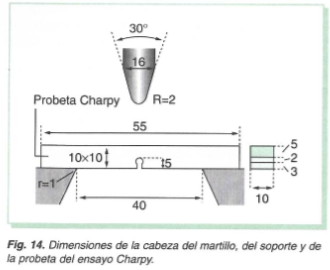 30°
16
Probeta Charpy
R=2
55
10×10
5
5
2
3
r=1
40
10
Fig. 14. Dimensiones de la cabeza del martillo, del soporte y de
la probeta del ensayo Charpy.